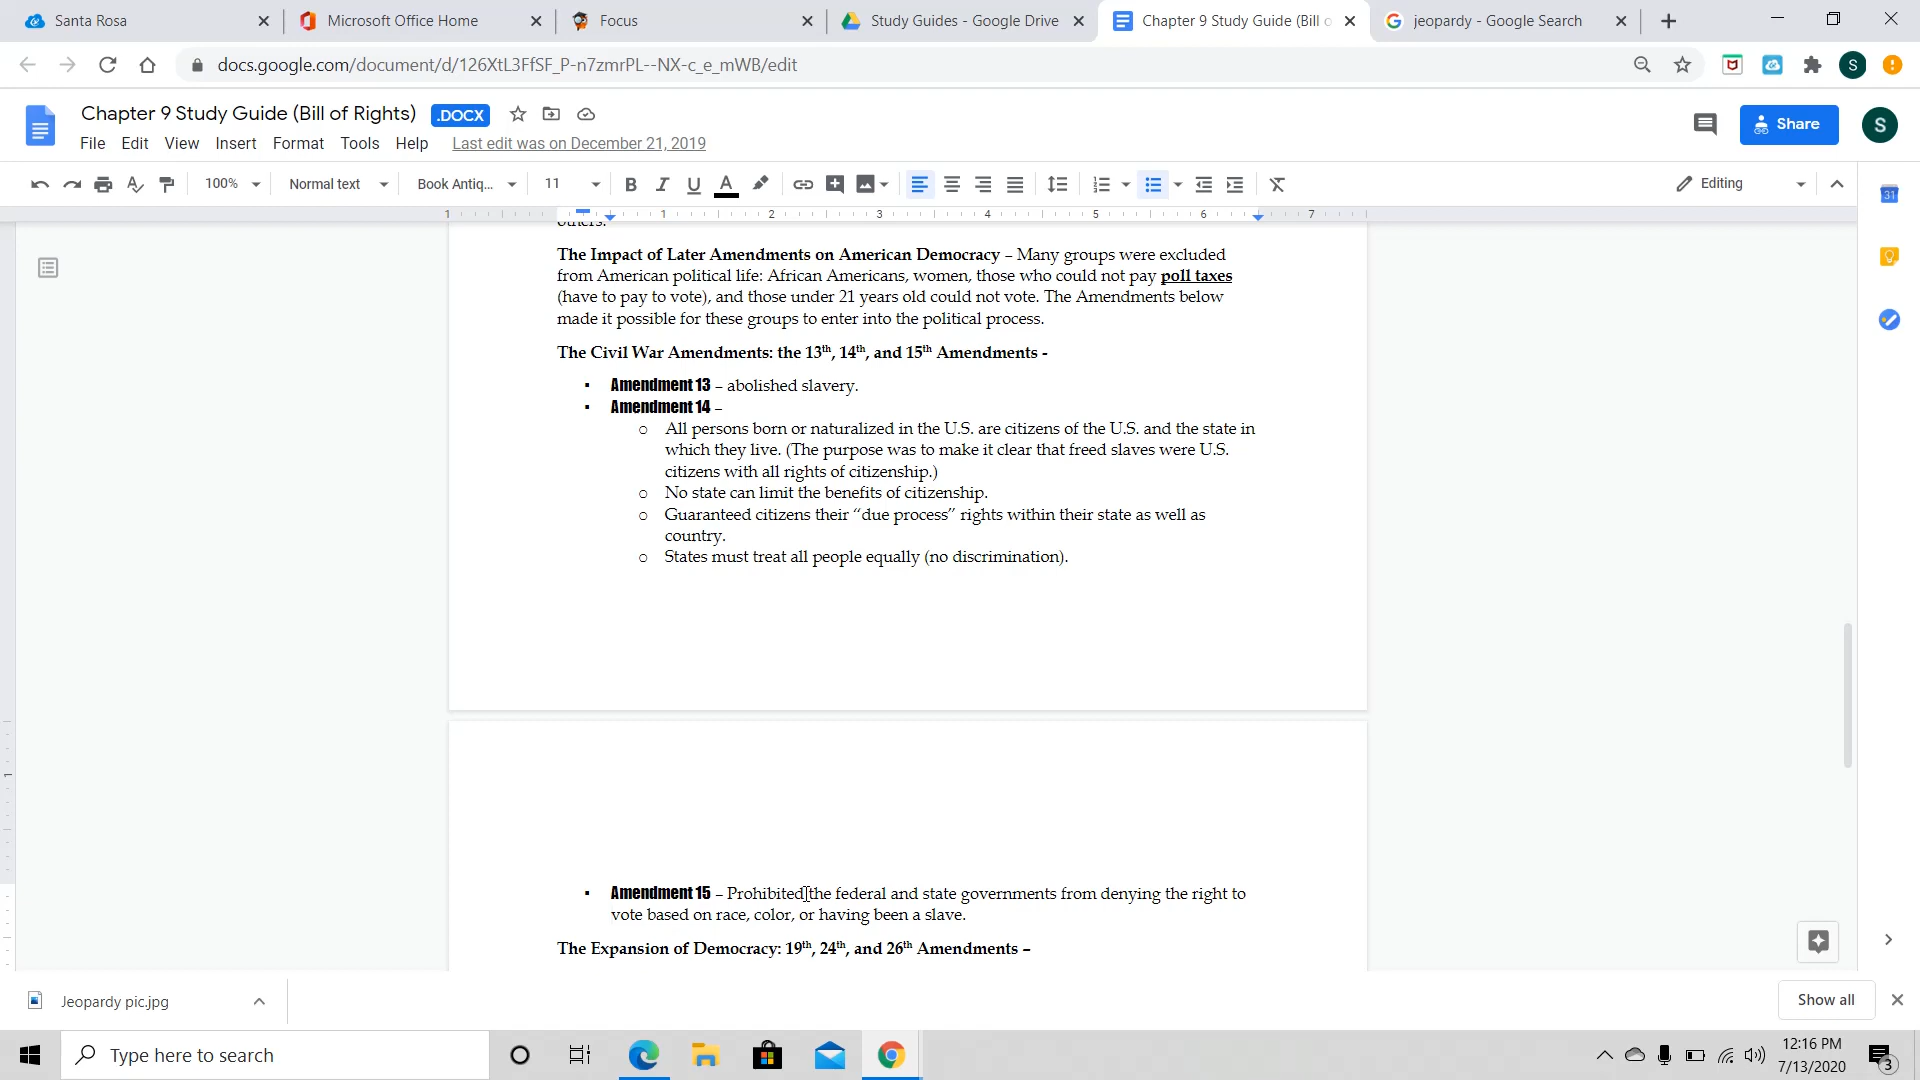 Santa Rosa
Microsoft Office Home
Focus
Study Guides - Google Drive
Chapter 9 Study Guide (Bill o
jeopardy - Google Search
docs.google.com/document/d/126XtL3FfSF_P-n7zmrPL--NX-c_e_mWB/edit
S
Chapter 9 Study Guide (Bill of Rights)
.DOCX
Share
S
File Edit View Insert Format Tools Help Last edit was on December 21, 2019
100% Normal text Book Antiq... 11 B I U A Editing
1 1 2 3 4 5 6 7
31
others.
The Impact of Later Amendments on American Democracy – Many groups were excluded
from American political life: African Americans, women, those who could not pay poll taxes
(have to pay to vote), and those under 21 years old could not vote. The Amendments below
made it possible for these groups to enter into the political process.
The Civil War Amendments: the 13th, 14th, and 15th Amendments -
▪ Amendment 13 – abolished slavery.
▪ Amendment 14 –
o All persons born or naturalized in the U.S. are citizens of the U.S. and the state in
which they live. (The purpose was to make it clear that freed slaves were U.S.
citizens with all rights of citizenship.)
o No state can limit the benefits of citizenship.
o Guaranteed citizens their “due process” rights within their state as well as
country.
o States must treat all people equally (no discrimination).
1
▪ Amendment 15 – Prohibited the federal and state governments from denying the right to
vote based on race, color, or having been a slave.
The Expansion of Democracy: 19th, 24th, and 26th Amendments –
Jeopardy pic.jpg
Show all
Type here to search
12:16 PM
7/13/2020
3